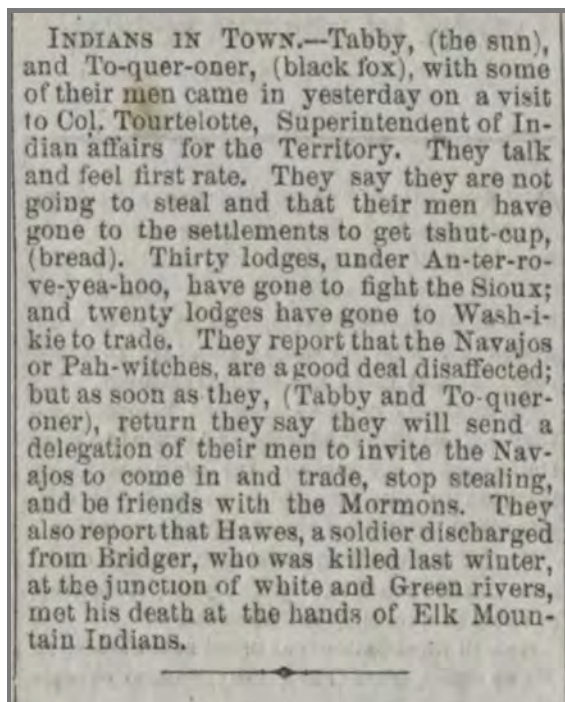 INDIANS IN TOWN.—Tabby, (the sun),
and To-quer-oner, (black fox), with some
of their men came in yesterday on a visit
to Col. Tourtelotte, Superintendent of In-
dian affairs for the Territory. They talk
and feel first rate. They say they are not
going to steal and that their men have
gone to the settlements to get tshut-cup,
(bread). Thirty lodges, under An-ter-ro-
ve-yea-hoo, have gone to fight the Sioux;
and twenty lodges have gone to Wash-i-
kie to trade. They report that the Navajos
or Pah-witches, are a good deal disaffected;
but as soon as they, (Tabby and To-quer-
oner), return they say they will send a
delegation of their men to invite the Nav-
ajos to come in and trade, stop stealing,
and be friends with the Mormons. They
also report that Hawes, a soldier discharged
from Bridger, who was killed last winter,
at the junction of white and Green rivers,
met his death at the hands of Elk Moun-
tain Indians.